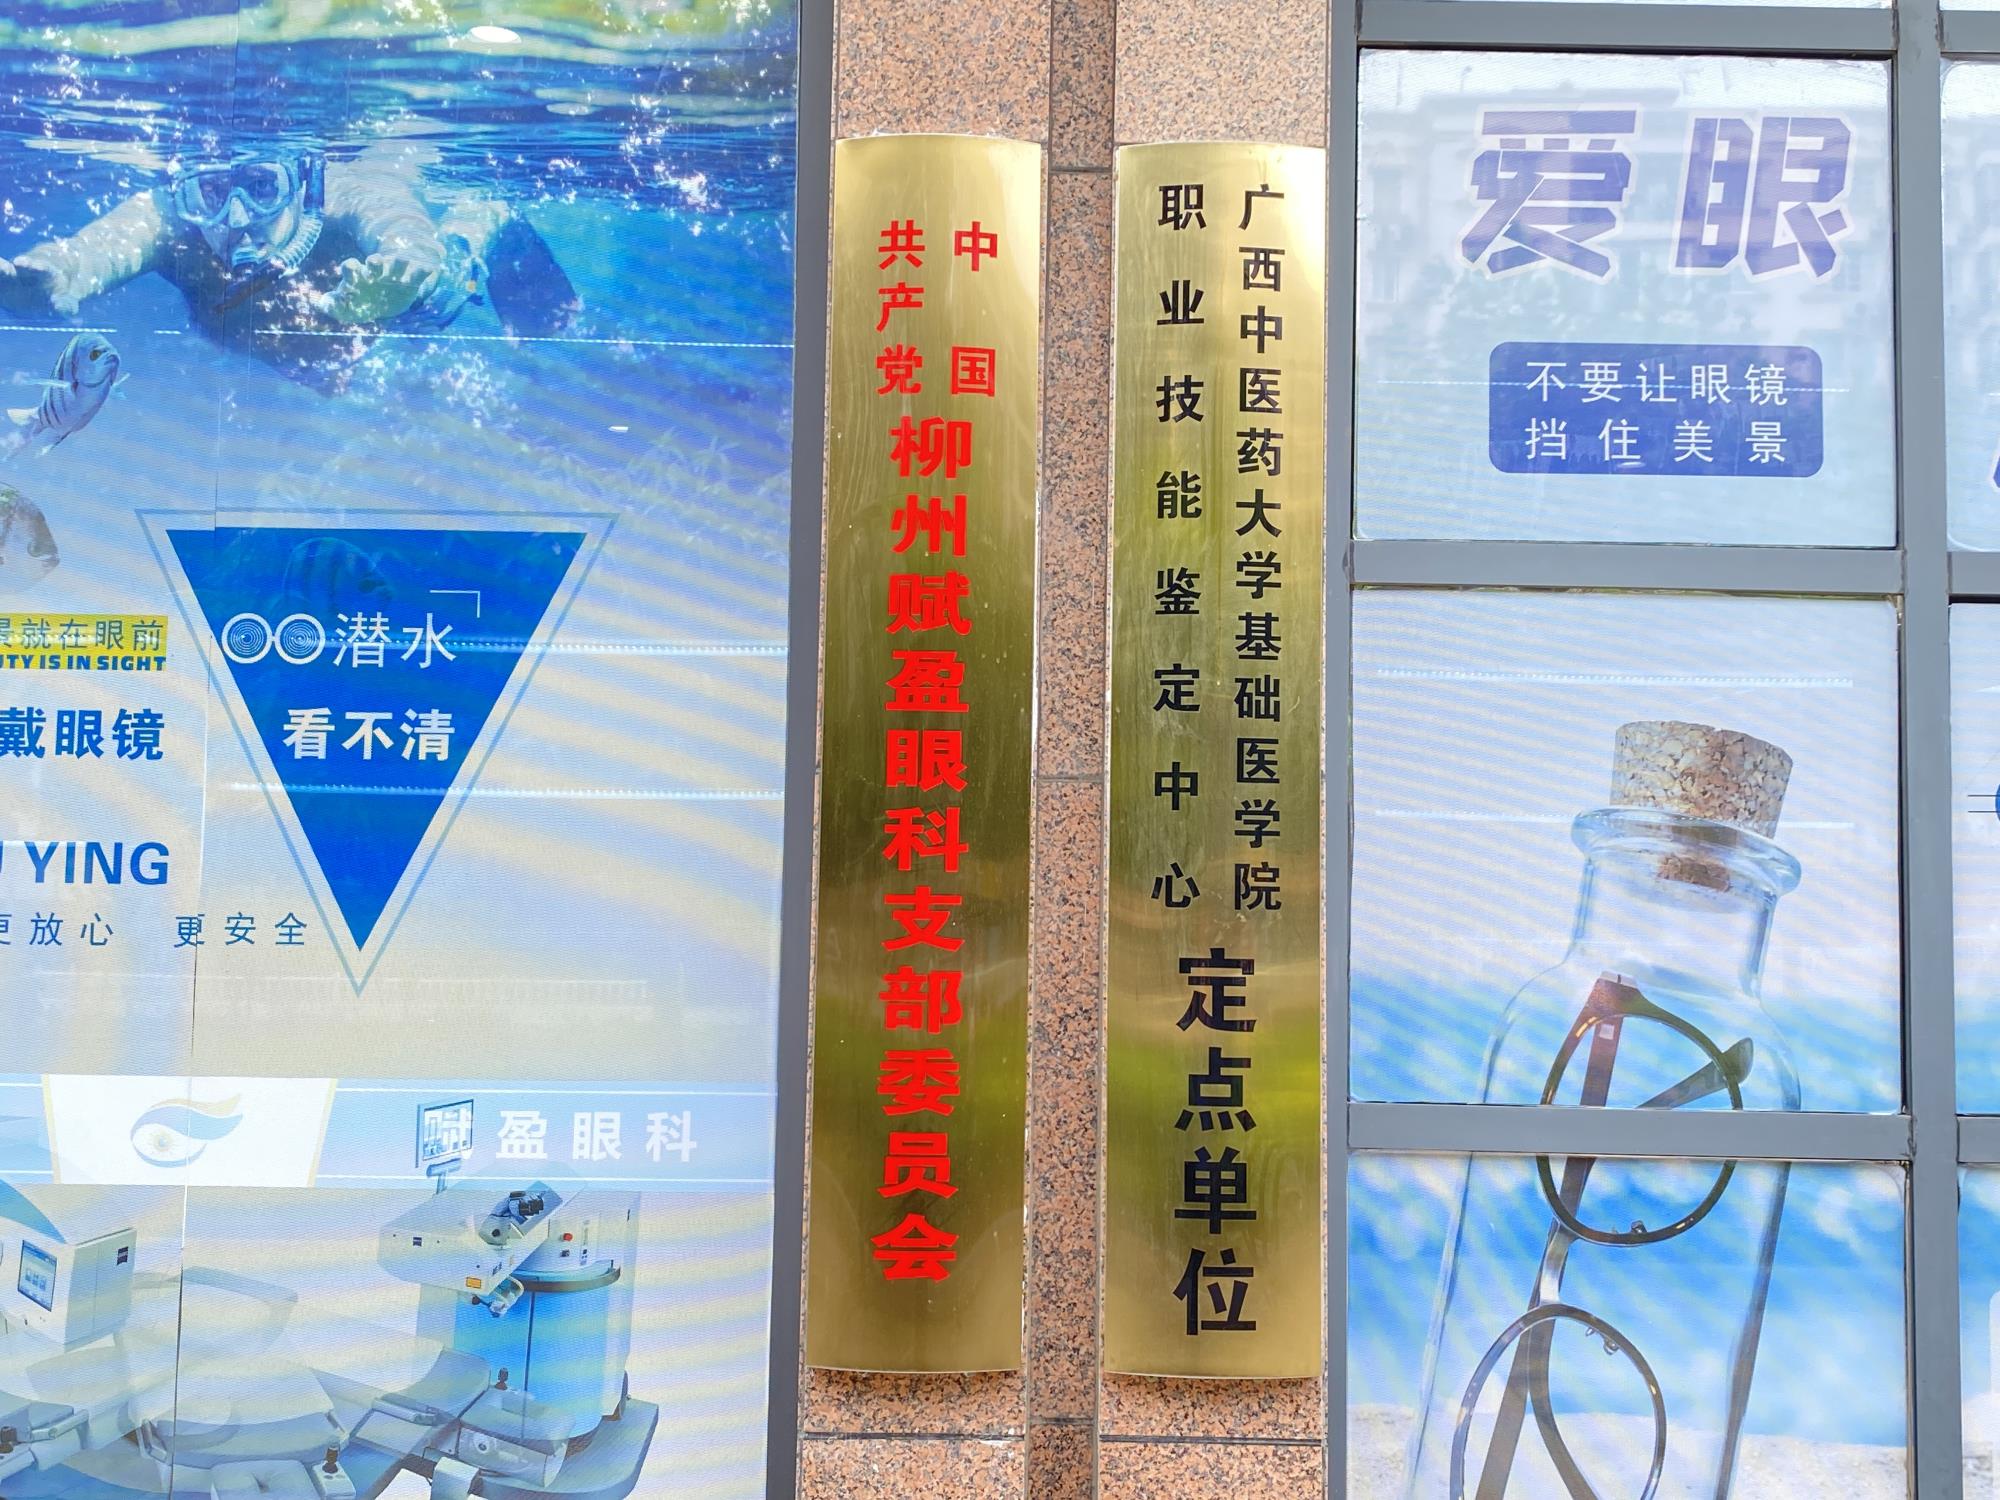 景就在眼前
UTY IS IN SIGHT
戴眼镜
YING
更放心 更安全
潜水
看不清
赋盈眼科
中国
共产党
柳州赋盈眼科支部委员会
广西中医药大学基础医学院
职业技能鉴定中心
定点单位
爱眼
不要让眼镜
挡住美景